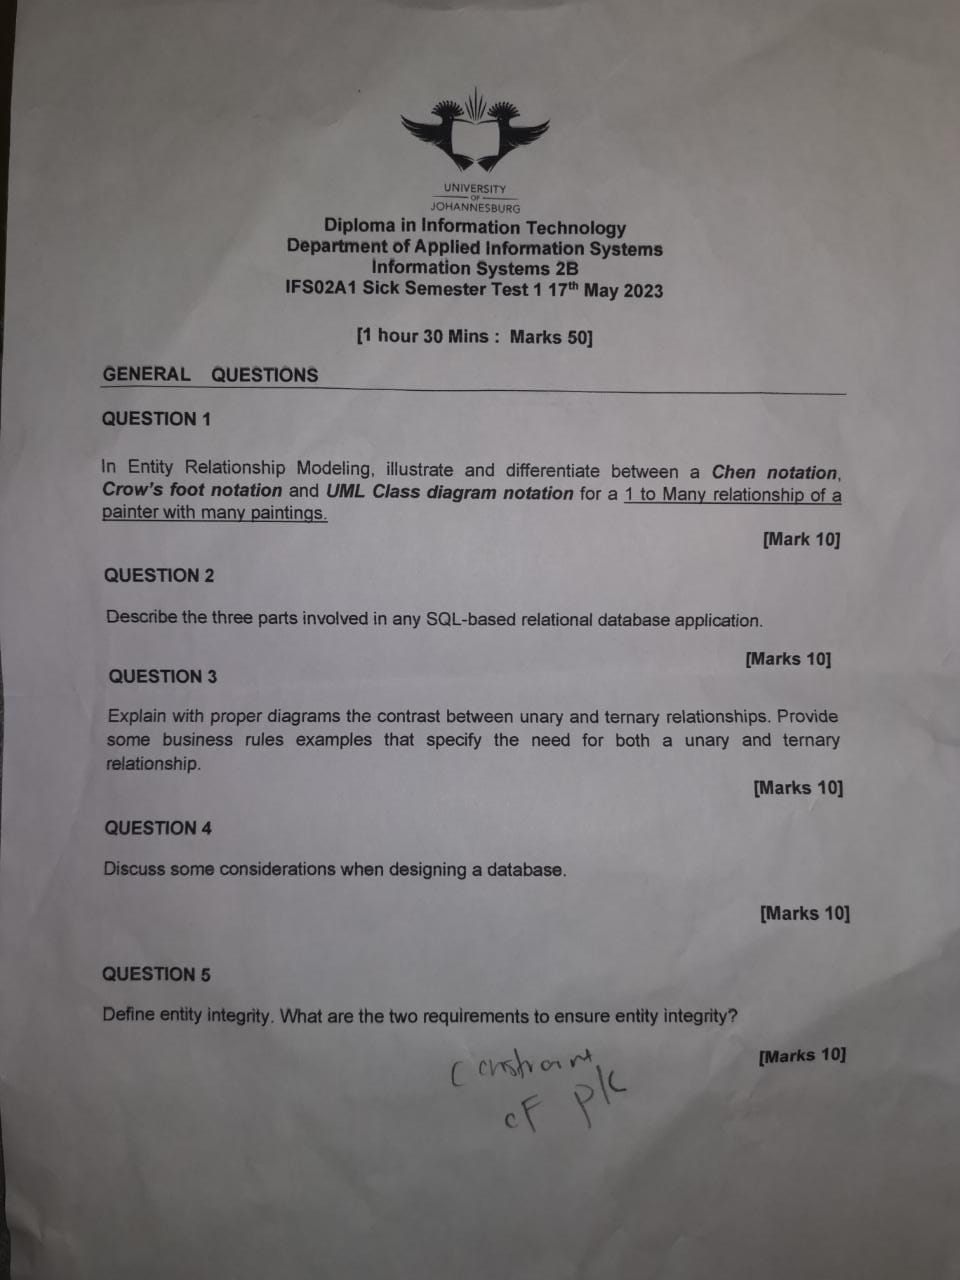 UNIVERSITY
OF
JOHANNESBURG
Diploma in Information Technology
Department of Applied Information Systems
Information Systems 2B
IFS02A1 Sick Semester Test 1 17th May 2023
[1 hour 30 Mins : Marks 50]
GENERAL QUESTIONS
QUESTION 1
In Entity Relationship Modeling, illustrate and differentiate between a Chen notation,
Crow's foot notation and UML Class diagram notation for a 1 to Many relationship of a
painter with many paintings.
[Mark 10]
QUESTION 2
Describe the three parts involved in any SQL-based relational database application.
[Marks 10]
QUESTION 3
Explain with proper diagrams the contrast between unary and ternary relationships. Provide
some business rules examples that specify the need for both a unary and ternary
relationship.
[Marks 10]
QUESTION 4
Discuss some considerations when designing a database.
[Marks 10]
QUESTION 5
Define entity integrity. What are the two requirements to ensure entity integrity?
[Marks 10]
PK